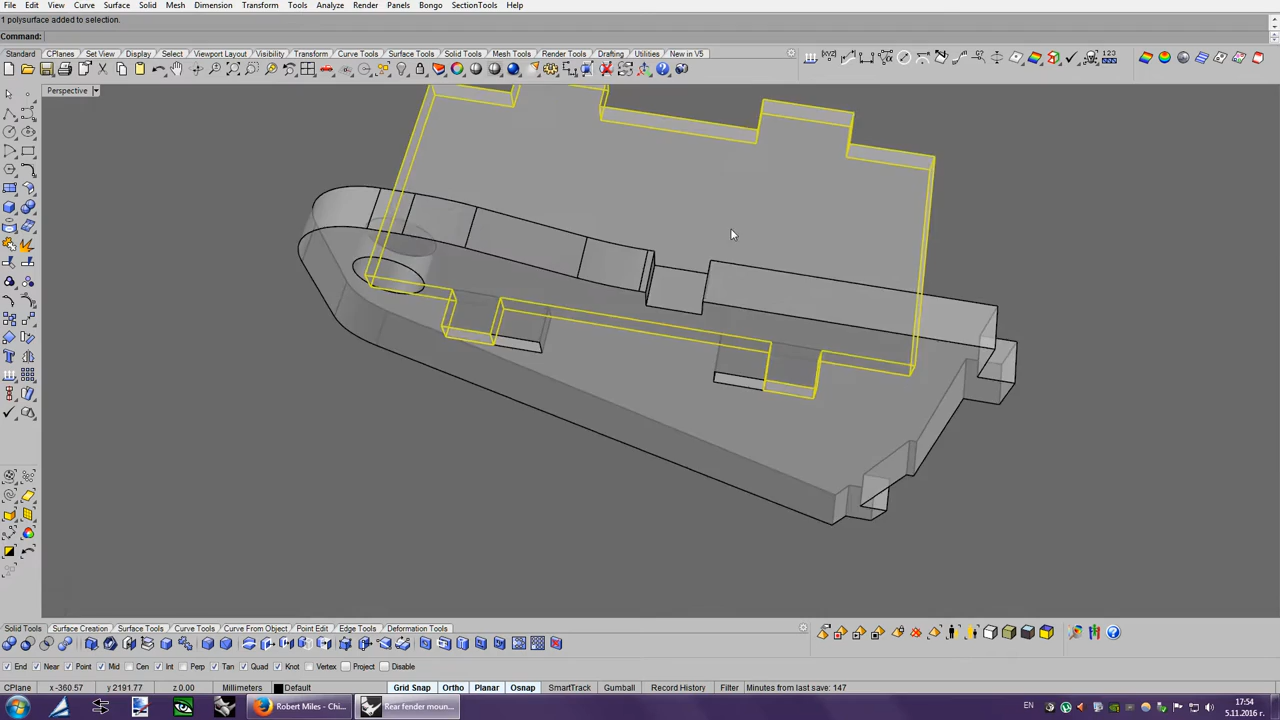 File Edit View Curve Surface Solid Mesh Dimension Transform Tools Analyze Render Panels Bongo SectionTools Help
1 polysurface added to selection.
Command:
Standard CPlanes Set View Display Select Viewport Layout Visibility Transform Curve Tools Surface Tools Solid Tools Mesh Tools Render Tools Drafting Utilities New in V5
Perspective
Solid Tools Surface Creation Surface Tools Curve Tools Curve From Object Point Edit Edge Tools Deformation Tools
End Near Point Mid Cen Int Perp Tan Quad Knot Vertex Project Disable
CPlane x -360.57 y 2191.77 z 0.00 Millimeters Default Grid Snap Ortho Planar Osnap SmartTrack Gumball Record History Filter Minutes from last save: 147
Robert Miles - Chi... Rear fender moun... EN 17:54
5.11.2016 г.